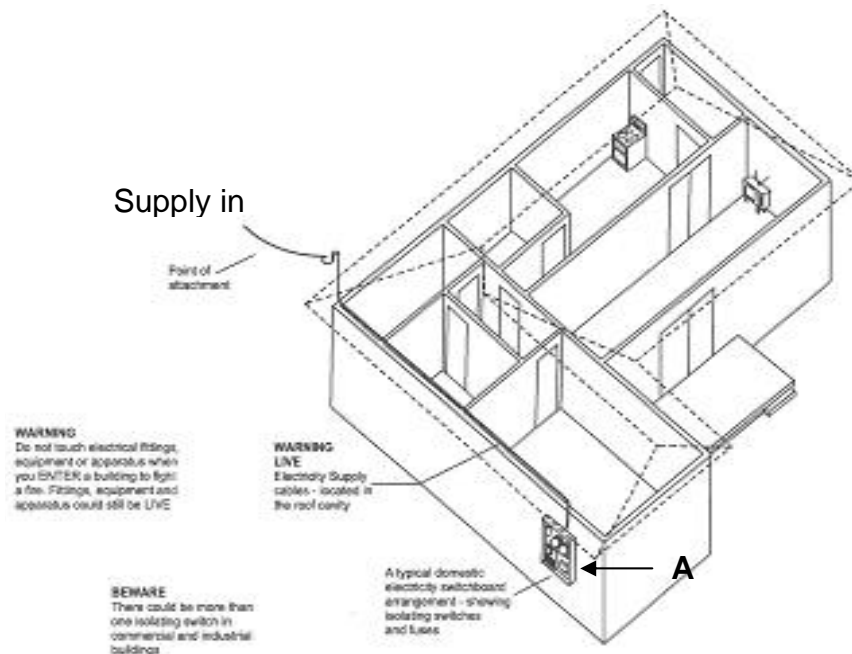 Supply in
Point of
attachment
WARNING
Do not touch electrical fittings,
equipment or apparatus when
you ENTER a building to fight
a fire. Fittings, equipment and
apparatus could still be LIVE
WARNING
LIVE
Electricity Supply
cables - located in
the roof cavity
A
A typical domestic
electricity switchboard
arrangement - showing
isolating switches
and fuses
BEWARE
There could be more than
one isolating switch in
commercial and industrial
buildings